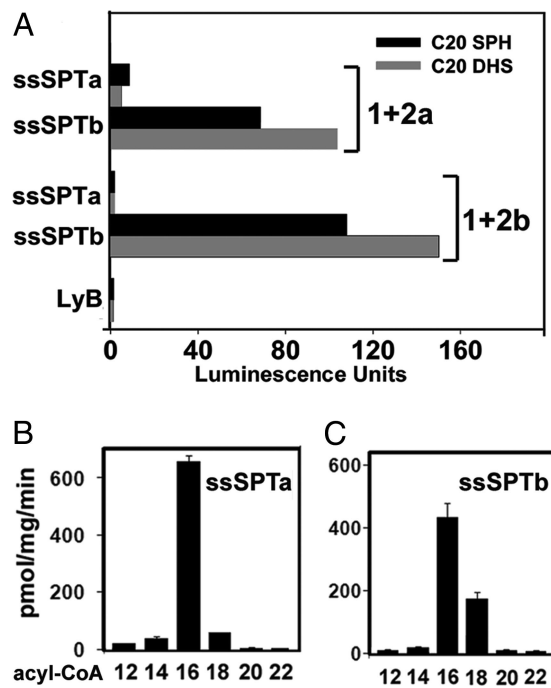 A
C20 SPH
C20 DHS
ssSPTa
ssSPTb
1+2a
ssSPTa
ssSPTb
1+2b
LyB
0 40 80 120 160
Luminescence Units
B
C
600
400
200
0
pmol/mg/min
ssSPTa
600
400
200
0
ssSPTb
acyl-CoA 12 14 16 18 20 22
12 14 16 18 20 22